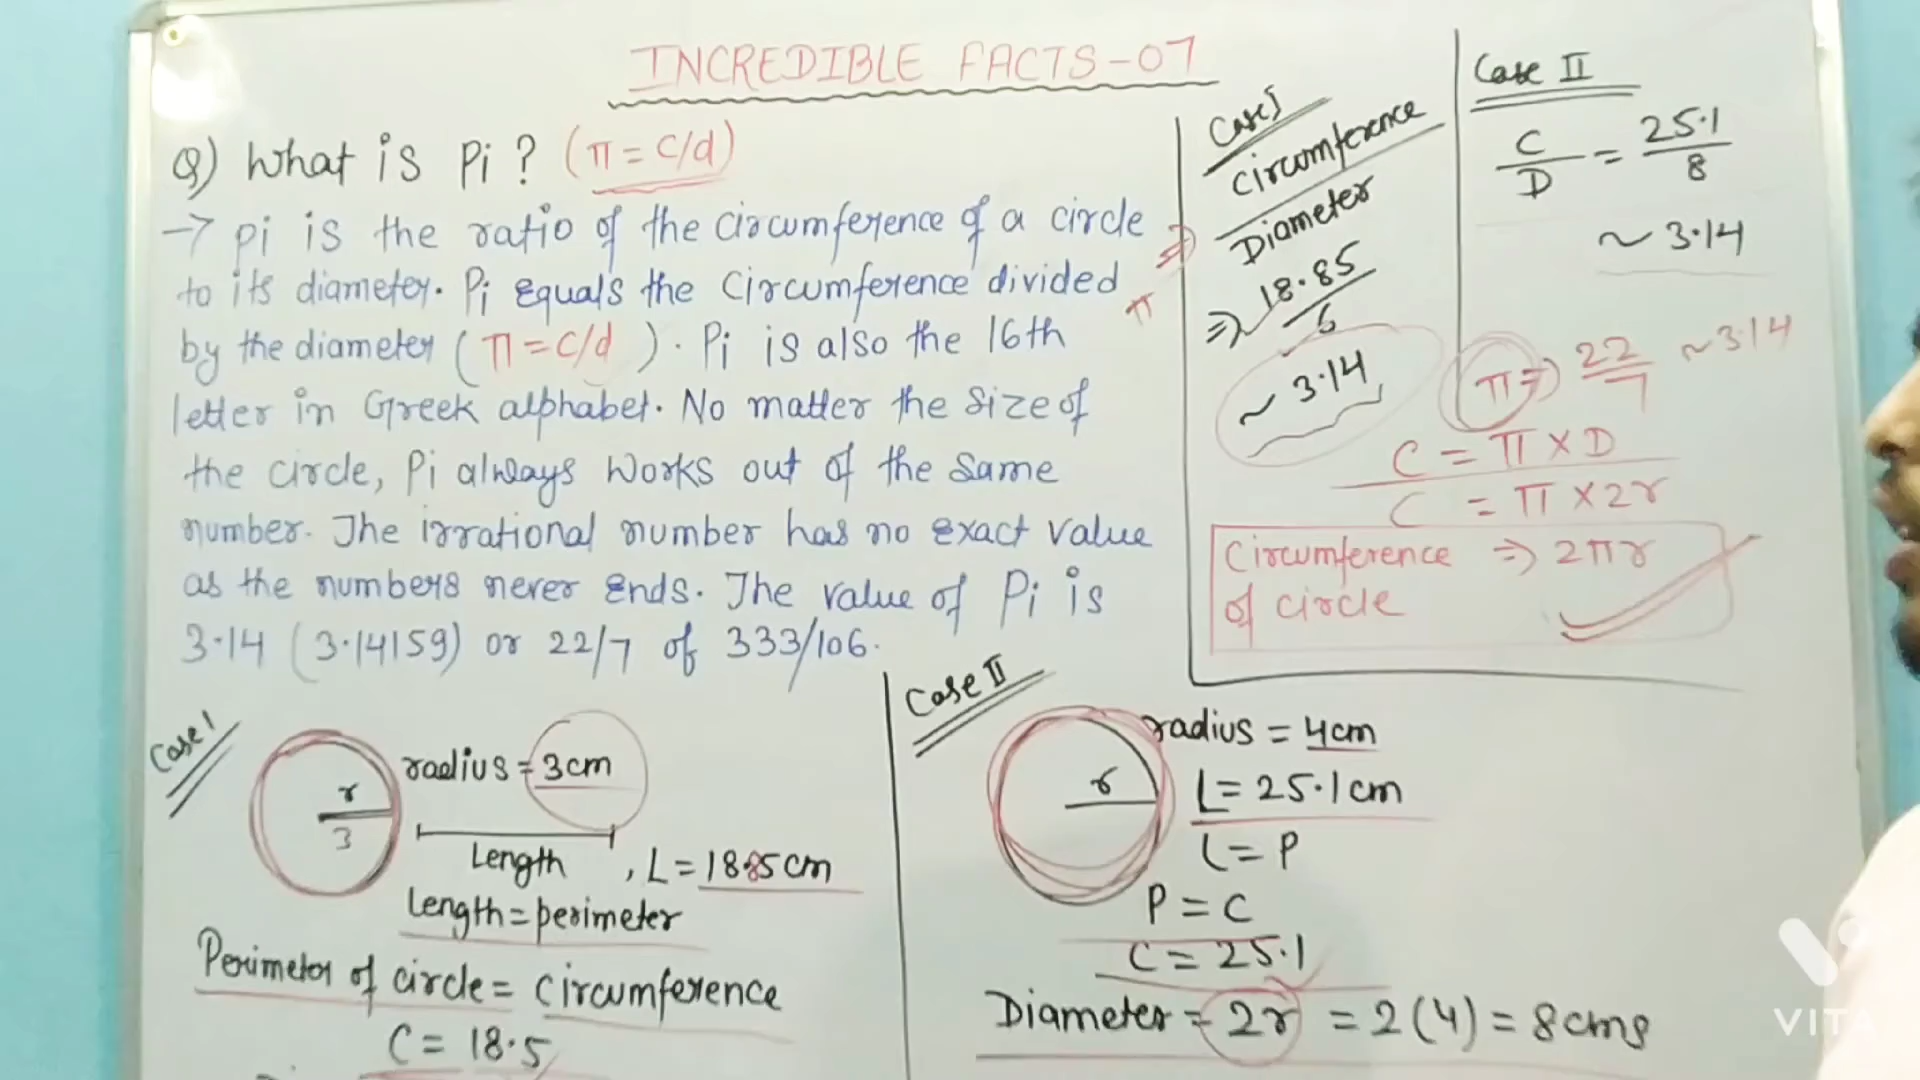 INCREDIBLE FACTS-07
Q) What is Pi? (π = C/d)
→ Pi is the ratio of the circumference of a circle
to its diameter. Pi equals the circumference divided
by the diameter (π = C/d). Pi is also the 16th
letter in Greek alphabet. No matter the size of
the circle, Pi always works out of the same
number. The irrational number has no exact value
as the numbers never ends. The value of Pi is
3.14 (3.14159) or 22/7 of 333/106.
Case I
Circumference
Diameter
⇒ 18.85
6
~ 3.14
π
Case II
C/D = 25.1/8
~ 3.14
π ⇒ 22/7 ~ 3.14
C = π × D
C = π × 2r
Circumference ⇒ 2πr
of circle
Case 1
r
3
radius = 3cm
Length , L = 18.85cm
Length = perimeter
Perimeter of circle = circumference
C = 18.5
Case II
r
radius = 4cm
L = 25.1cm
L = P
P = C
C = 25.1
Diameter = 2r = 2(4) = 8cms
VITA